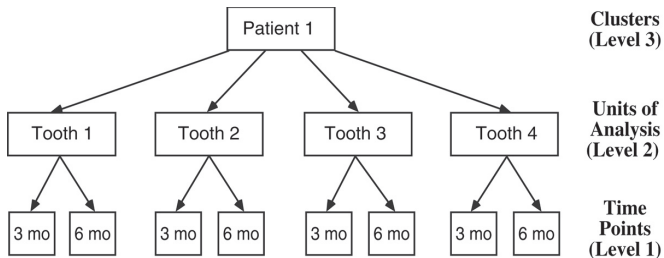 Patient 1
Clusters
(Level 3)
Tooth 1 Tooth 2 Tooth 3 Tooth 4
Units of
Analysis
(Level 2)
3 mo 6 mo 3 mo 6 mo 3 mo 6 mo 3 mo 6 mo
Time
Points
(Level 1)